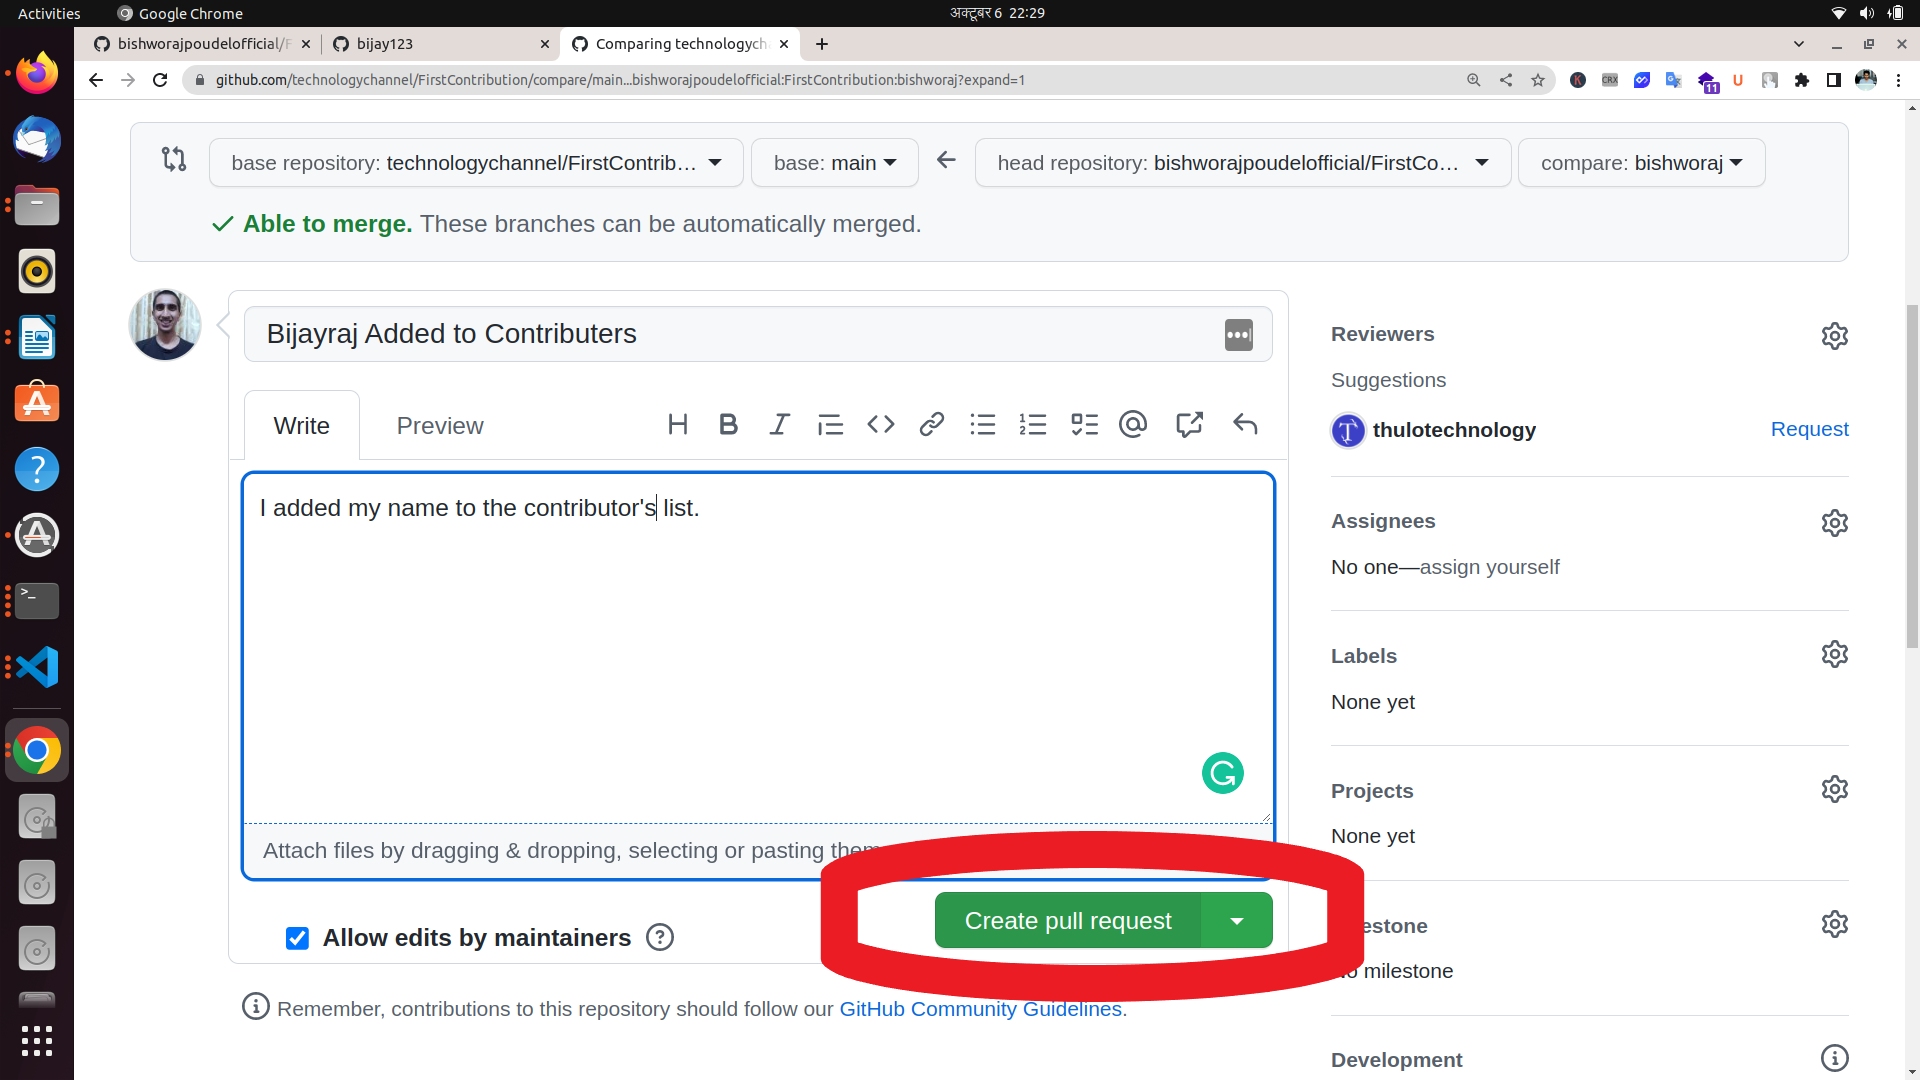 Activities
Google Chrome
अक्टूबर 6 22:29
bishworajpoudelofficial/F
bijay123
Comparing technologych
github.com/technologychannel/FirstContribution/compare/main...bishworajpoudelofficial:FirstContribution:bishworaj?expand=1
CRX
11
U
base repository: technologychannel/FirstContrib...
base: main
head repository: bishworajpoudelofficial/FirstCo...
compare: bishworaj
Able to merge. These branches can be automatically merged.
Bijayraj Added to Contributers
Write
Preview
I added my name to the contributor's list.
Attach files by dragging & dropping, selecting or pasting them
Allow edits by maintainers
Create pull request
Remember, contributions to this repository should follow our GitHub Community Guidelines.
Reviewers
Suggestions
thulotechnology
Request
Assignees
No one—assign yourself
Labels
None yet
Projects
None yet
estone
milestone
Development